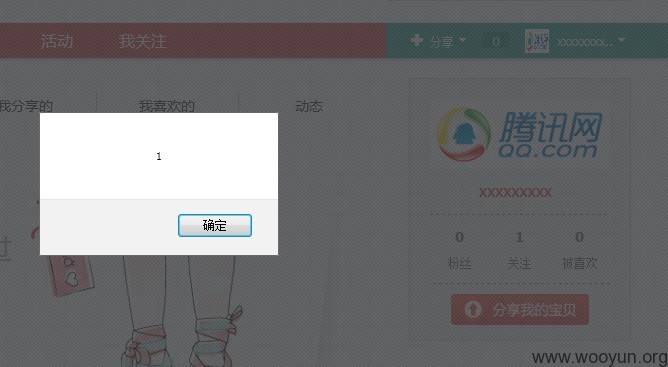 活动 我关注 分享 0 xxxxxxxx..
我分享的 我喜欢的 动态
腾讯网
QQ.com
1
xxxxxxxxx
确定
过
0 1 0
粉丝 关注 被喜欢
分享我的宝贝
www.wooyun.org